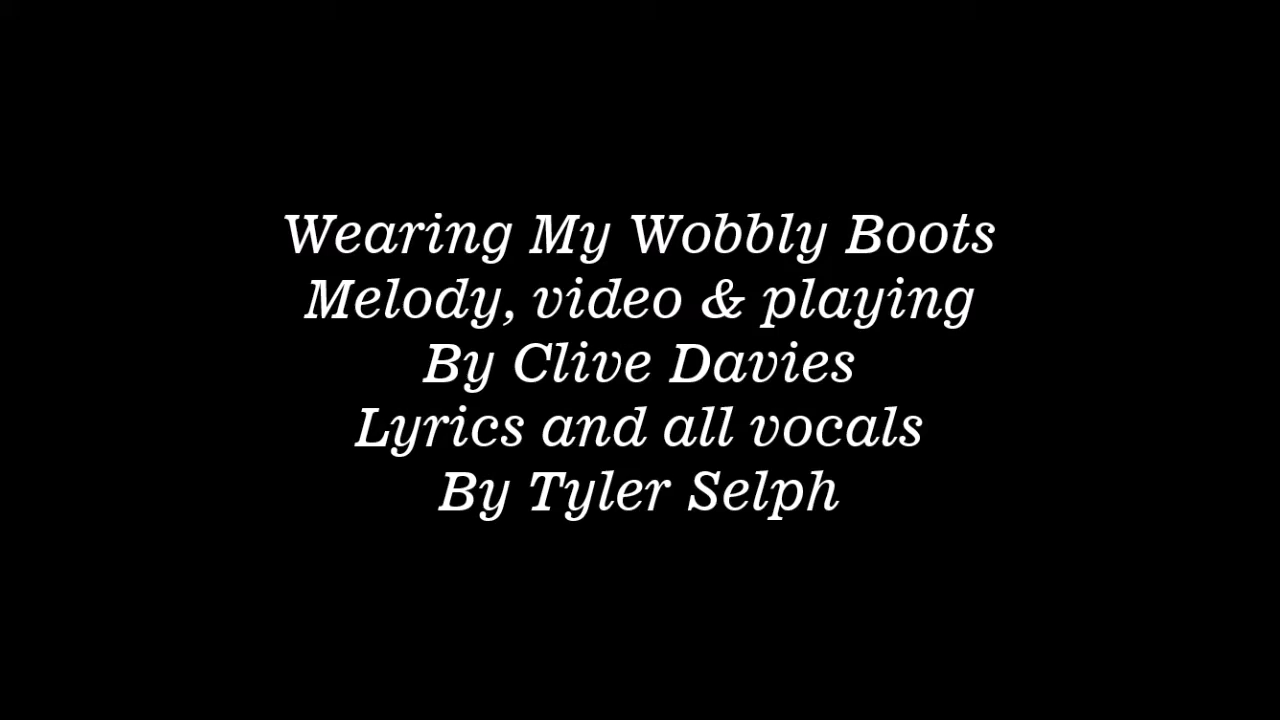 Wearing My Wobbly Boots
Melody, video & playing
By Clive Davies
Lyrics and all vocals
By Tyler Selph